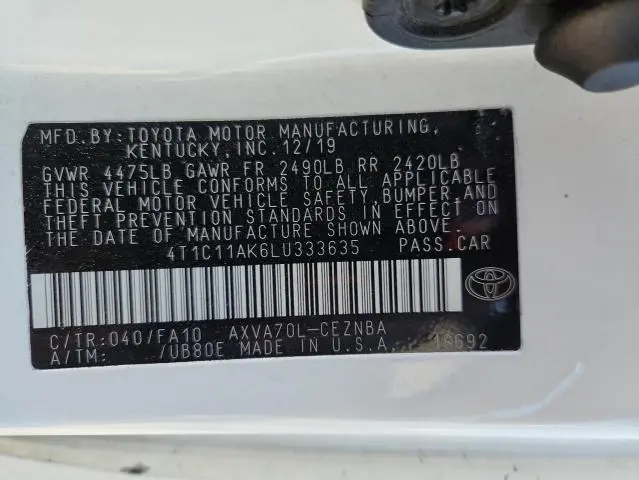 MFD.BY: TOYOTA MOTOR MANUFACTURING,
KENTUCKY, INC. 12/19
GVWR 4475LB GAWR FR 2490LB RR 2420LB
THIS VEHICLE CONFORMS TO ALL APPLICABLE
FEDERAL MOTOR VEHICLE SAFETY, BUMPER, AND
THEFT PREVENTION STANDARDS IN EFFECT ON
THE DATE OF MANUFACTURE SHOWN ABOVE.
4T1C11AK6LU333635 PASS.CAR
C/TR:040/FA10 AXVA70L-CEZNBA
A/TM: /UB80E MADE IN U.S.A. 18692